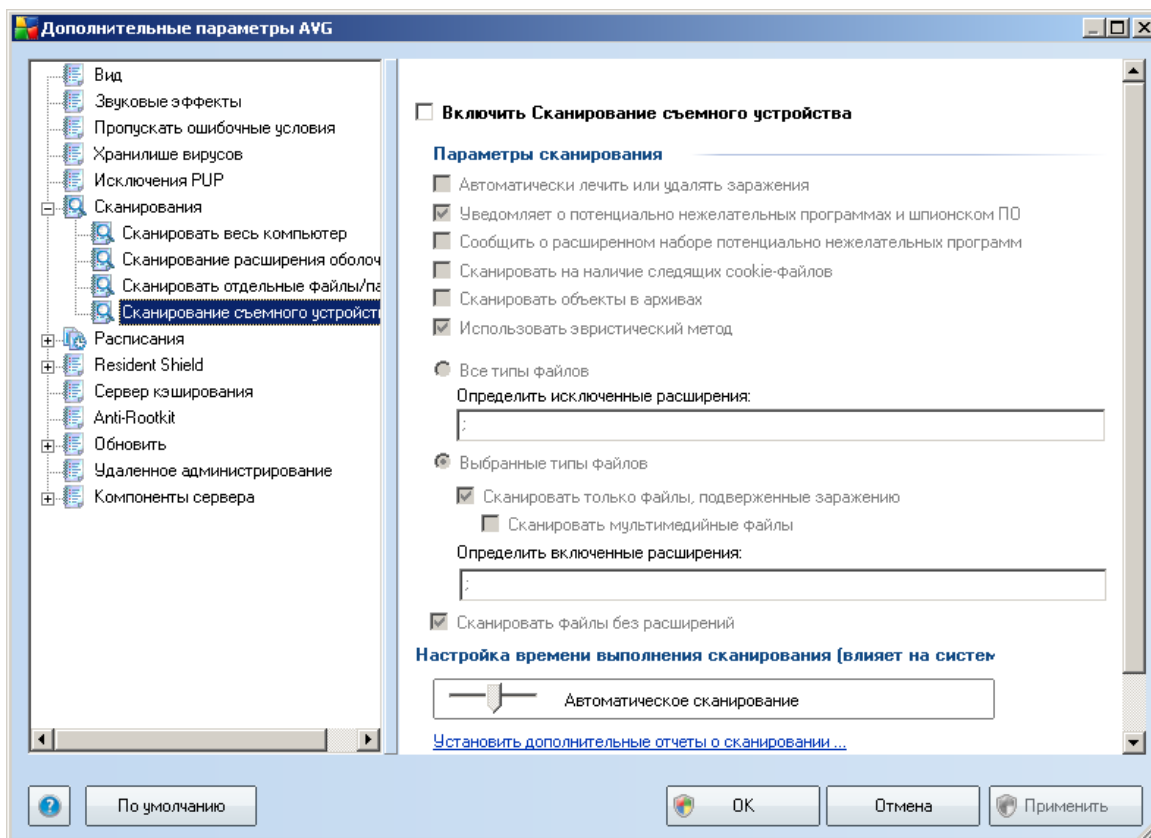 Дополнительные параметры AVG
Вид
Звуковые эффекты
Пропускать ошибочные условия
Хранилише вирусов
Исключения PUP
Сканирования
Сканировать весь компьютер
Сканирование расширения оболоч
Сканировать отдельные файлы/па
Сканирование съемного устройст
Расписания
Resident Shield
Сервер кэширования
Anti-Rootkit
Обновить
Удаленное администрирование
Компоненты сервера
Включить Сканирование съемного устройства
Параметры сканирования
Автоматически лечить или удалять заражения
Уведомляет о потенциально нежелательных программах и шпионском ПО
Сообщить о расширенном наборе потенциально нежелательных программ
Сканировать на наличие следящих cookie-файлов
Сканировать объекты в архивах
Использовать эвристический метод
Все типы файлов
Определить исключенные расширения:
;
Выбранные типы файлов
Сканировать только файлы, подверженные заражению
Сканировать мультимедийные файлы
Определить включенные расширения:
;
Сканировать файлы без расширений
Настройка времени выполнения сканирования (влияет на систем
Автоматическое сканирование
Установить дополнительные отчеты о сканировании ...
По умолчанию
OK
Отмена
Применить